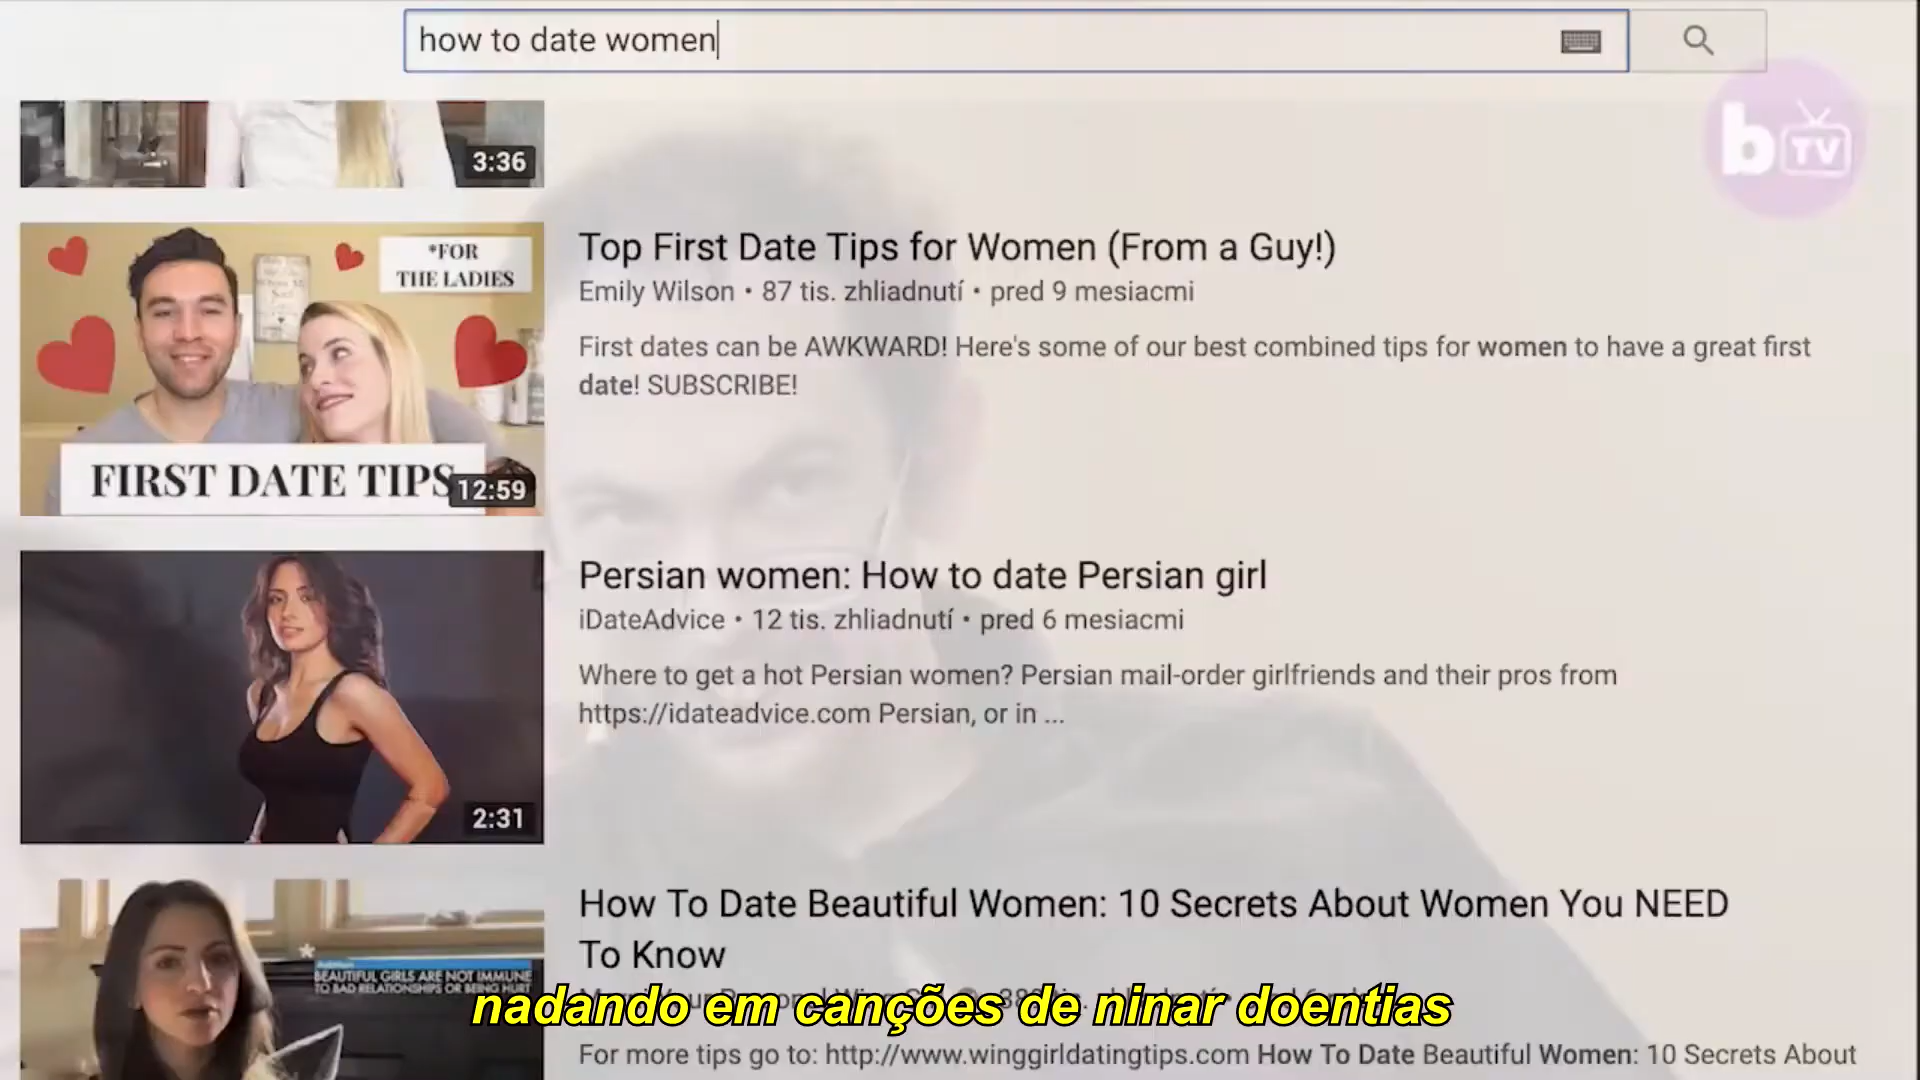 how to date women
b TV
3:36
*FOR
THE LADIES
FIRST DATE TIPS
12:59
Top First Date Tips for Women (From a Guy!)
Emily Wilson • 87 tis. zhliadnutí • pred 9 mesiacmi
First dates can be AWKWARD! Here's some of our best combined tips for women to have a great first
date! SUBSCRIBE!
2:31
Persian women: How to date Persian girl
iDateAdvice • 12 tis. zhliadnutí • pred 6 mesiacmi
Where to get a hot Persian women? Persian mail-order girlfriends and their pros from
https://idateadvice.com Persian, or in ...
BEAUTIFUL GIRLS ARE NOT IMMUNE
TO BAD RELATIONSHIPS OR BEING HURT
How To Date Beautiful Women: 10 Secrets About Women You NEED
To Know
nadando em canções de ninar doentias
For more tips go to: http://www.winggirldatingtips.com How To Date Beautiful Women: 10 Secrets About